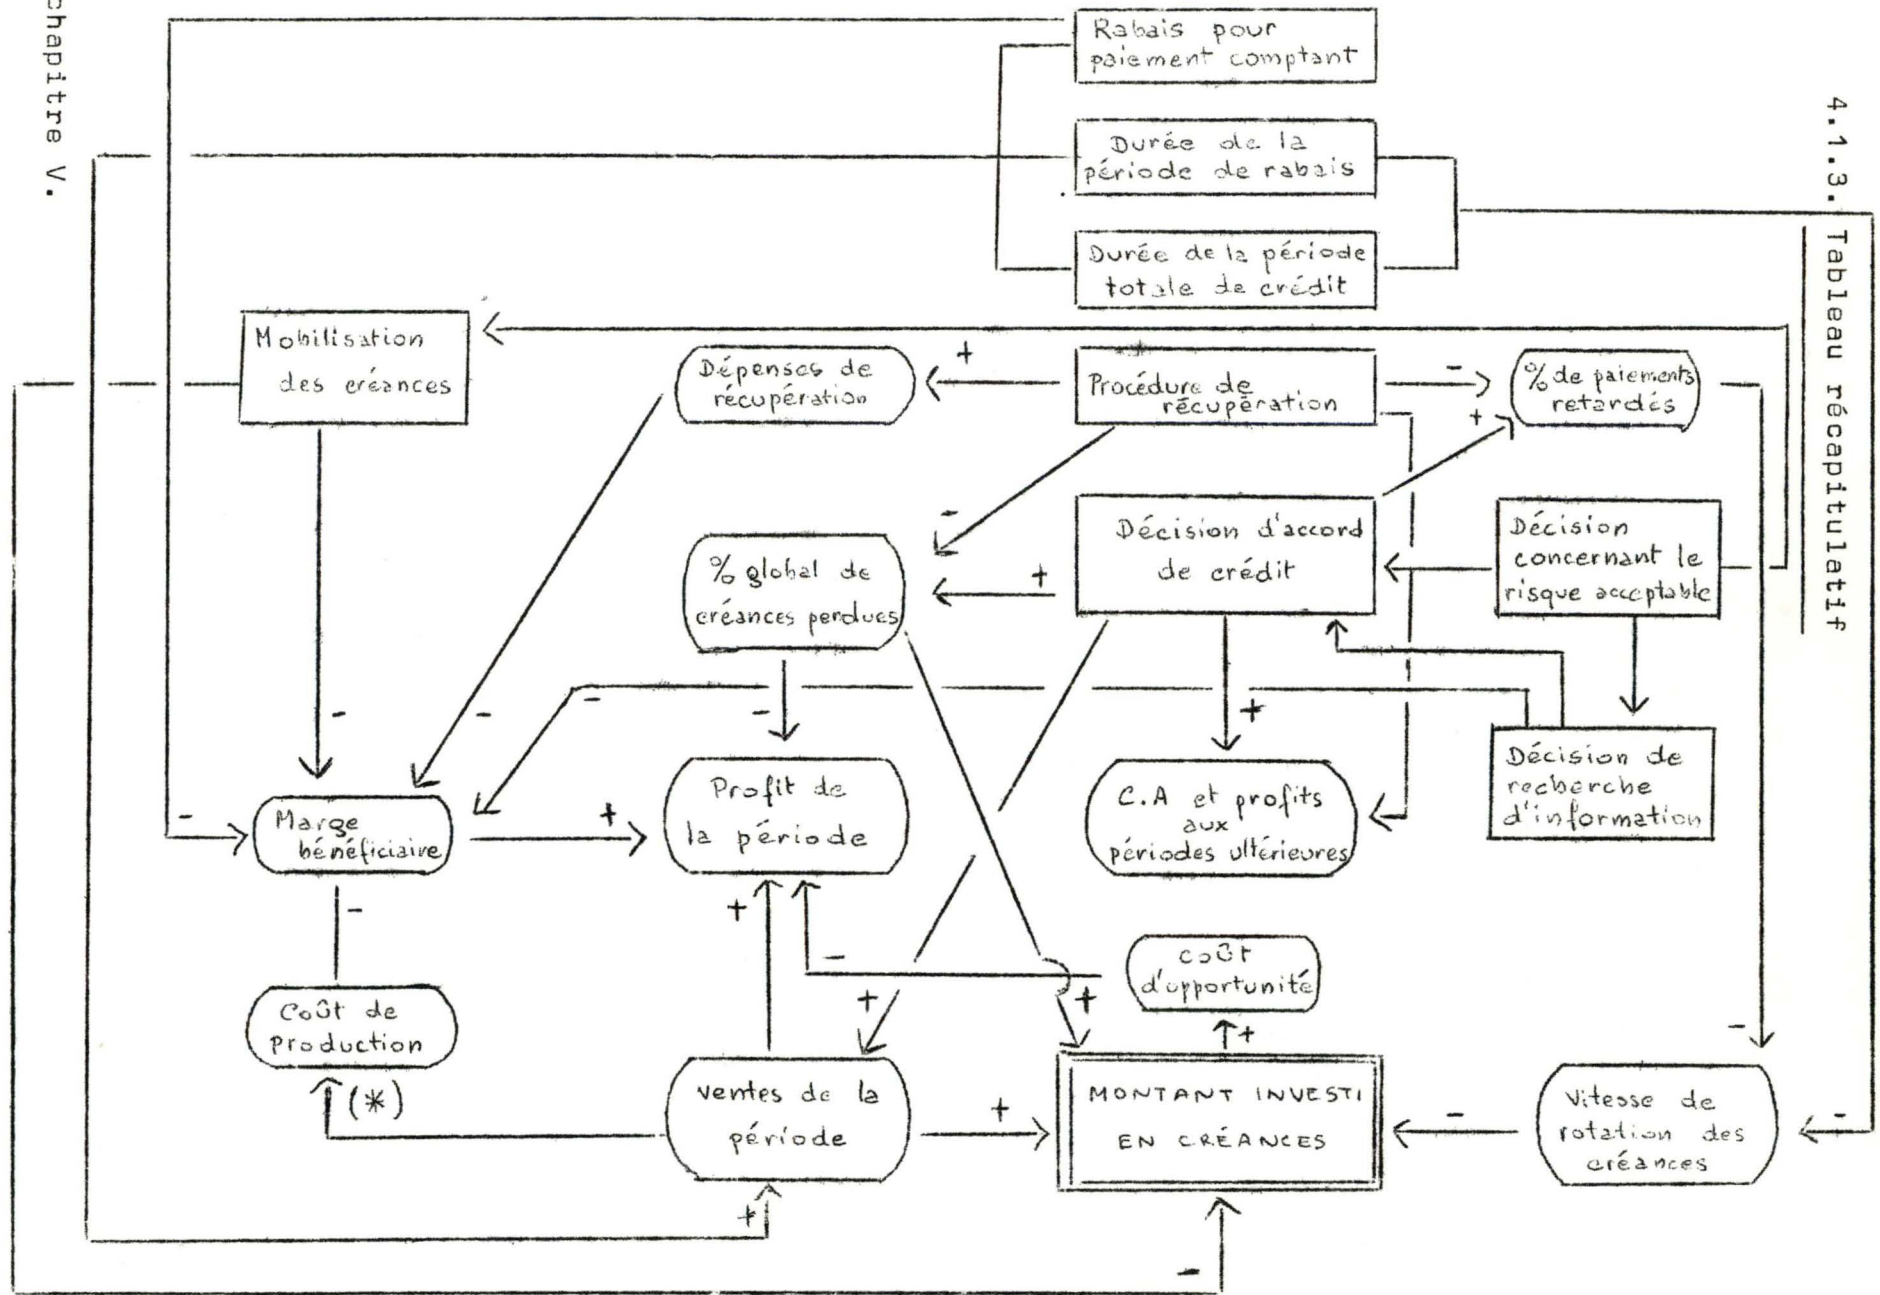 chapitre V.
4.1.3. Tableau récapitulatif
Rabais pour
paiement comptant
Durée de la
période de rabais
Durée de la période
totale de crédit
Mobilisation
des créances
Dépenses de
récupération
+
Procédure de
récupération
-
% de paiements
retardés
+
-
% global de
créances perdues
+
Décision d'accord
de crédit
Décision
concernant le
risque acceptable
-
-
-
-
+
Décision de
recherche
d'information
-
Marge
bénéficiaire
+
Profit de
la période
C.A et profits
aux
périodes ultérieures
-
+
-
coût
d'opportunité
+
+
+
-
Coût de
production
(*)
ventes de la
période
+
MONTANT INVESTI
EN CRÉANCES
-
Vitesse de
rotation des
créances
-
+
-